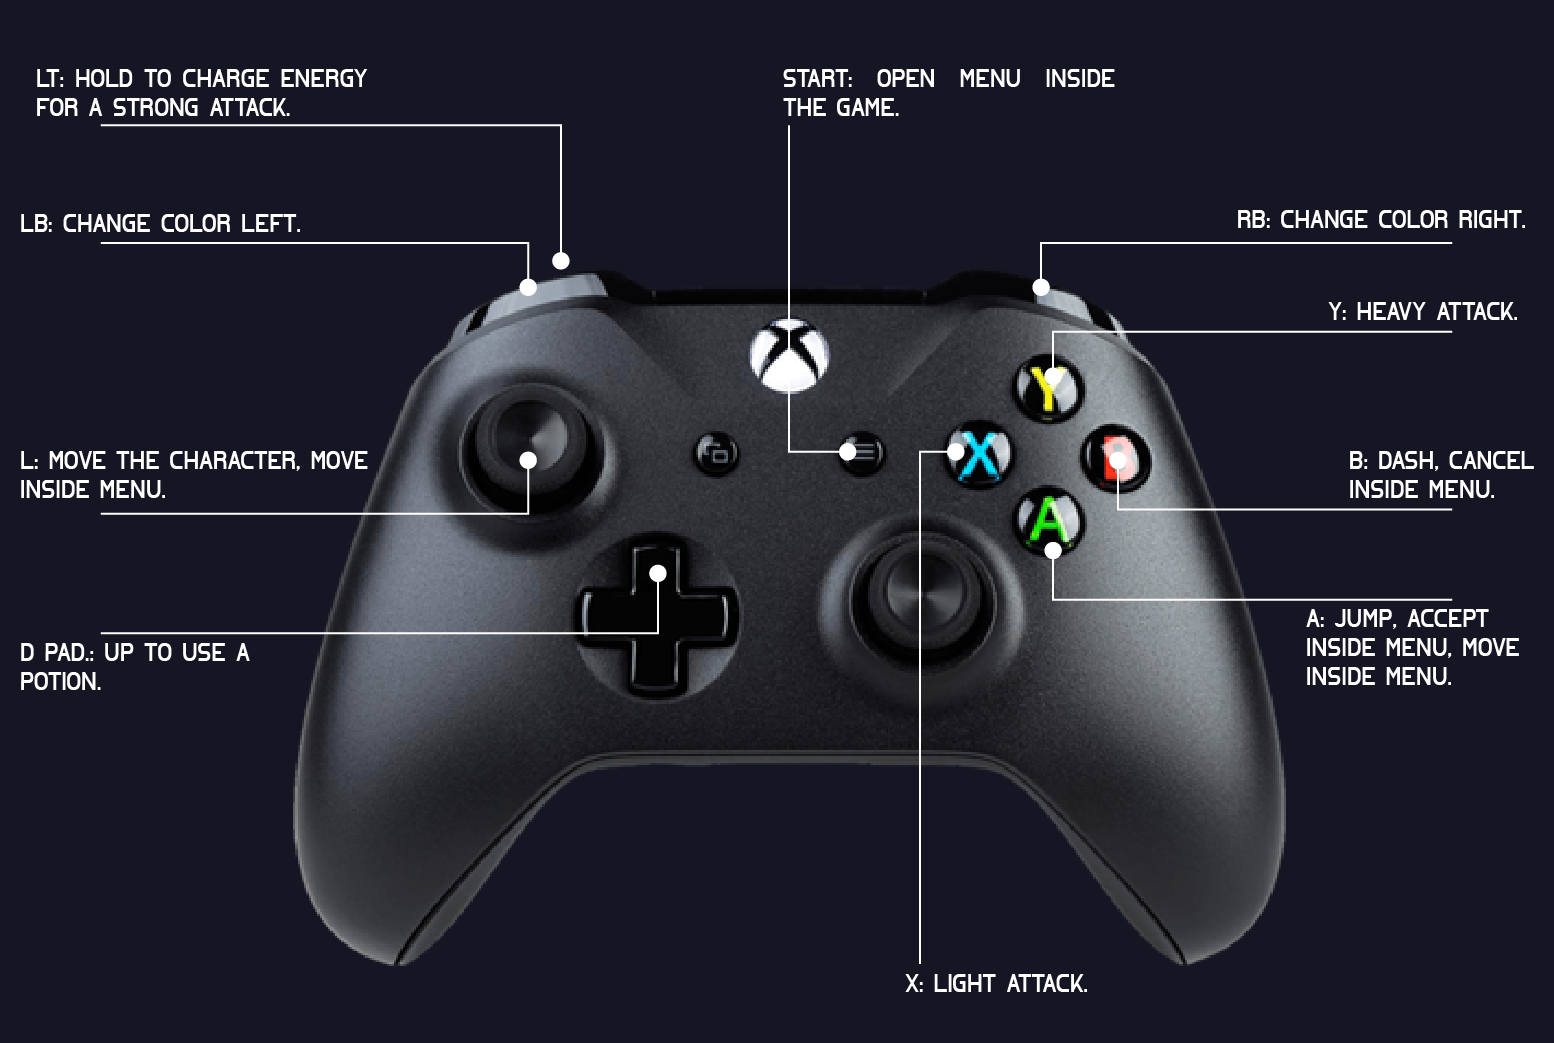 LT: HOLD TO CHARGE ENERGY
FOR A STRONG ATTACK.
START: OPEN MENU INSIDE
THE GAME.
LB: CHANGE COLOR LEFT.
RB: CHANGE COLOR RIGHT.
Y: HEAVY ATTACK.
Y
X
B
A
L: MOVE THE CHARACTER, MOVE
INSIDE MENU.
B: DASH, CANCEL
INSIDE MENU.
D PAD.: UP TO USE A
POTION.
A: JUMP, ACCEPT
INSIDE MENU, MOVE
INSIDE MENU.
X: LIGHT ATTACK.